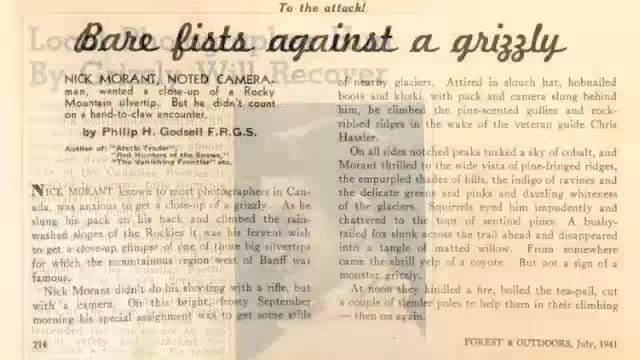 To the attack!
Bare fists against a grizzly
NICK MORANT, NOTED CAMERA-
man, wanted a close-up of a Rocky
Mountain silvertip. But he didn't count
on a hand-to-claw encounter.
by Philip H. Godsell F.R.G.S.
Author of: "Arctic Trader",
"Red Hunters of the Snows,"
"The Vanishing Frontier" etc.
NICK MORANT known to most photographers in Can-
ada, was anxious to get a close-up of a grizzly. As he
slung his pack on his back and climbed the rain-
washed slopes of the Rockies it was his fervent wish
to get a close-up glimpse of one of those big silvertips
for which the mountainous region west of Banff was
famous.
Nick Morant didn't do his shooting with a rifle, but
with a camera. On this bright, frosty September
morning his special assignment was to get some stills
214
of nearby glaciers. Attired in slouch hat, hobnailed
boots and khaki, with pack and camera slung behind
him, he climbed the pine-scented gullies and rock-
ribbed ridges in the wake of the veteran guide Chris
Hassler.
On all sides notched peaks tusked a sky of cobalt, and
Morant thrilled to the wide vista of pine-fringed ridges,
the empurpled shades of hills, the indigo of ravines and
the delicate greens and pinks and dazzling whiteness
of the glaciers. Squirrels eyed him impudently and
chattered to the tops of sentinel pines. A bushy-
tailed fox slunk across the trail ahead and disappeared
into a tangle of matted willow. From somewhere
came the shrill yelp of a coyote. But not a sign of a
monster grizzly.
At noon they kindled a fire, boiled the tea-pail, cut
a couple of slender poles to help them in their climbing
— then on again.
FOREST & OUTDOORS, July, 1941
Local Photographer
By Grizzly Will Recover